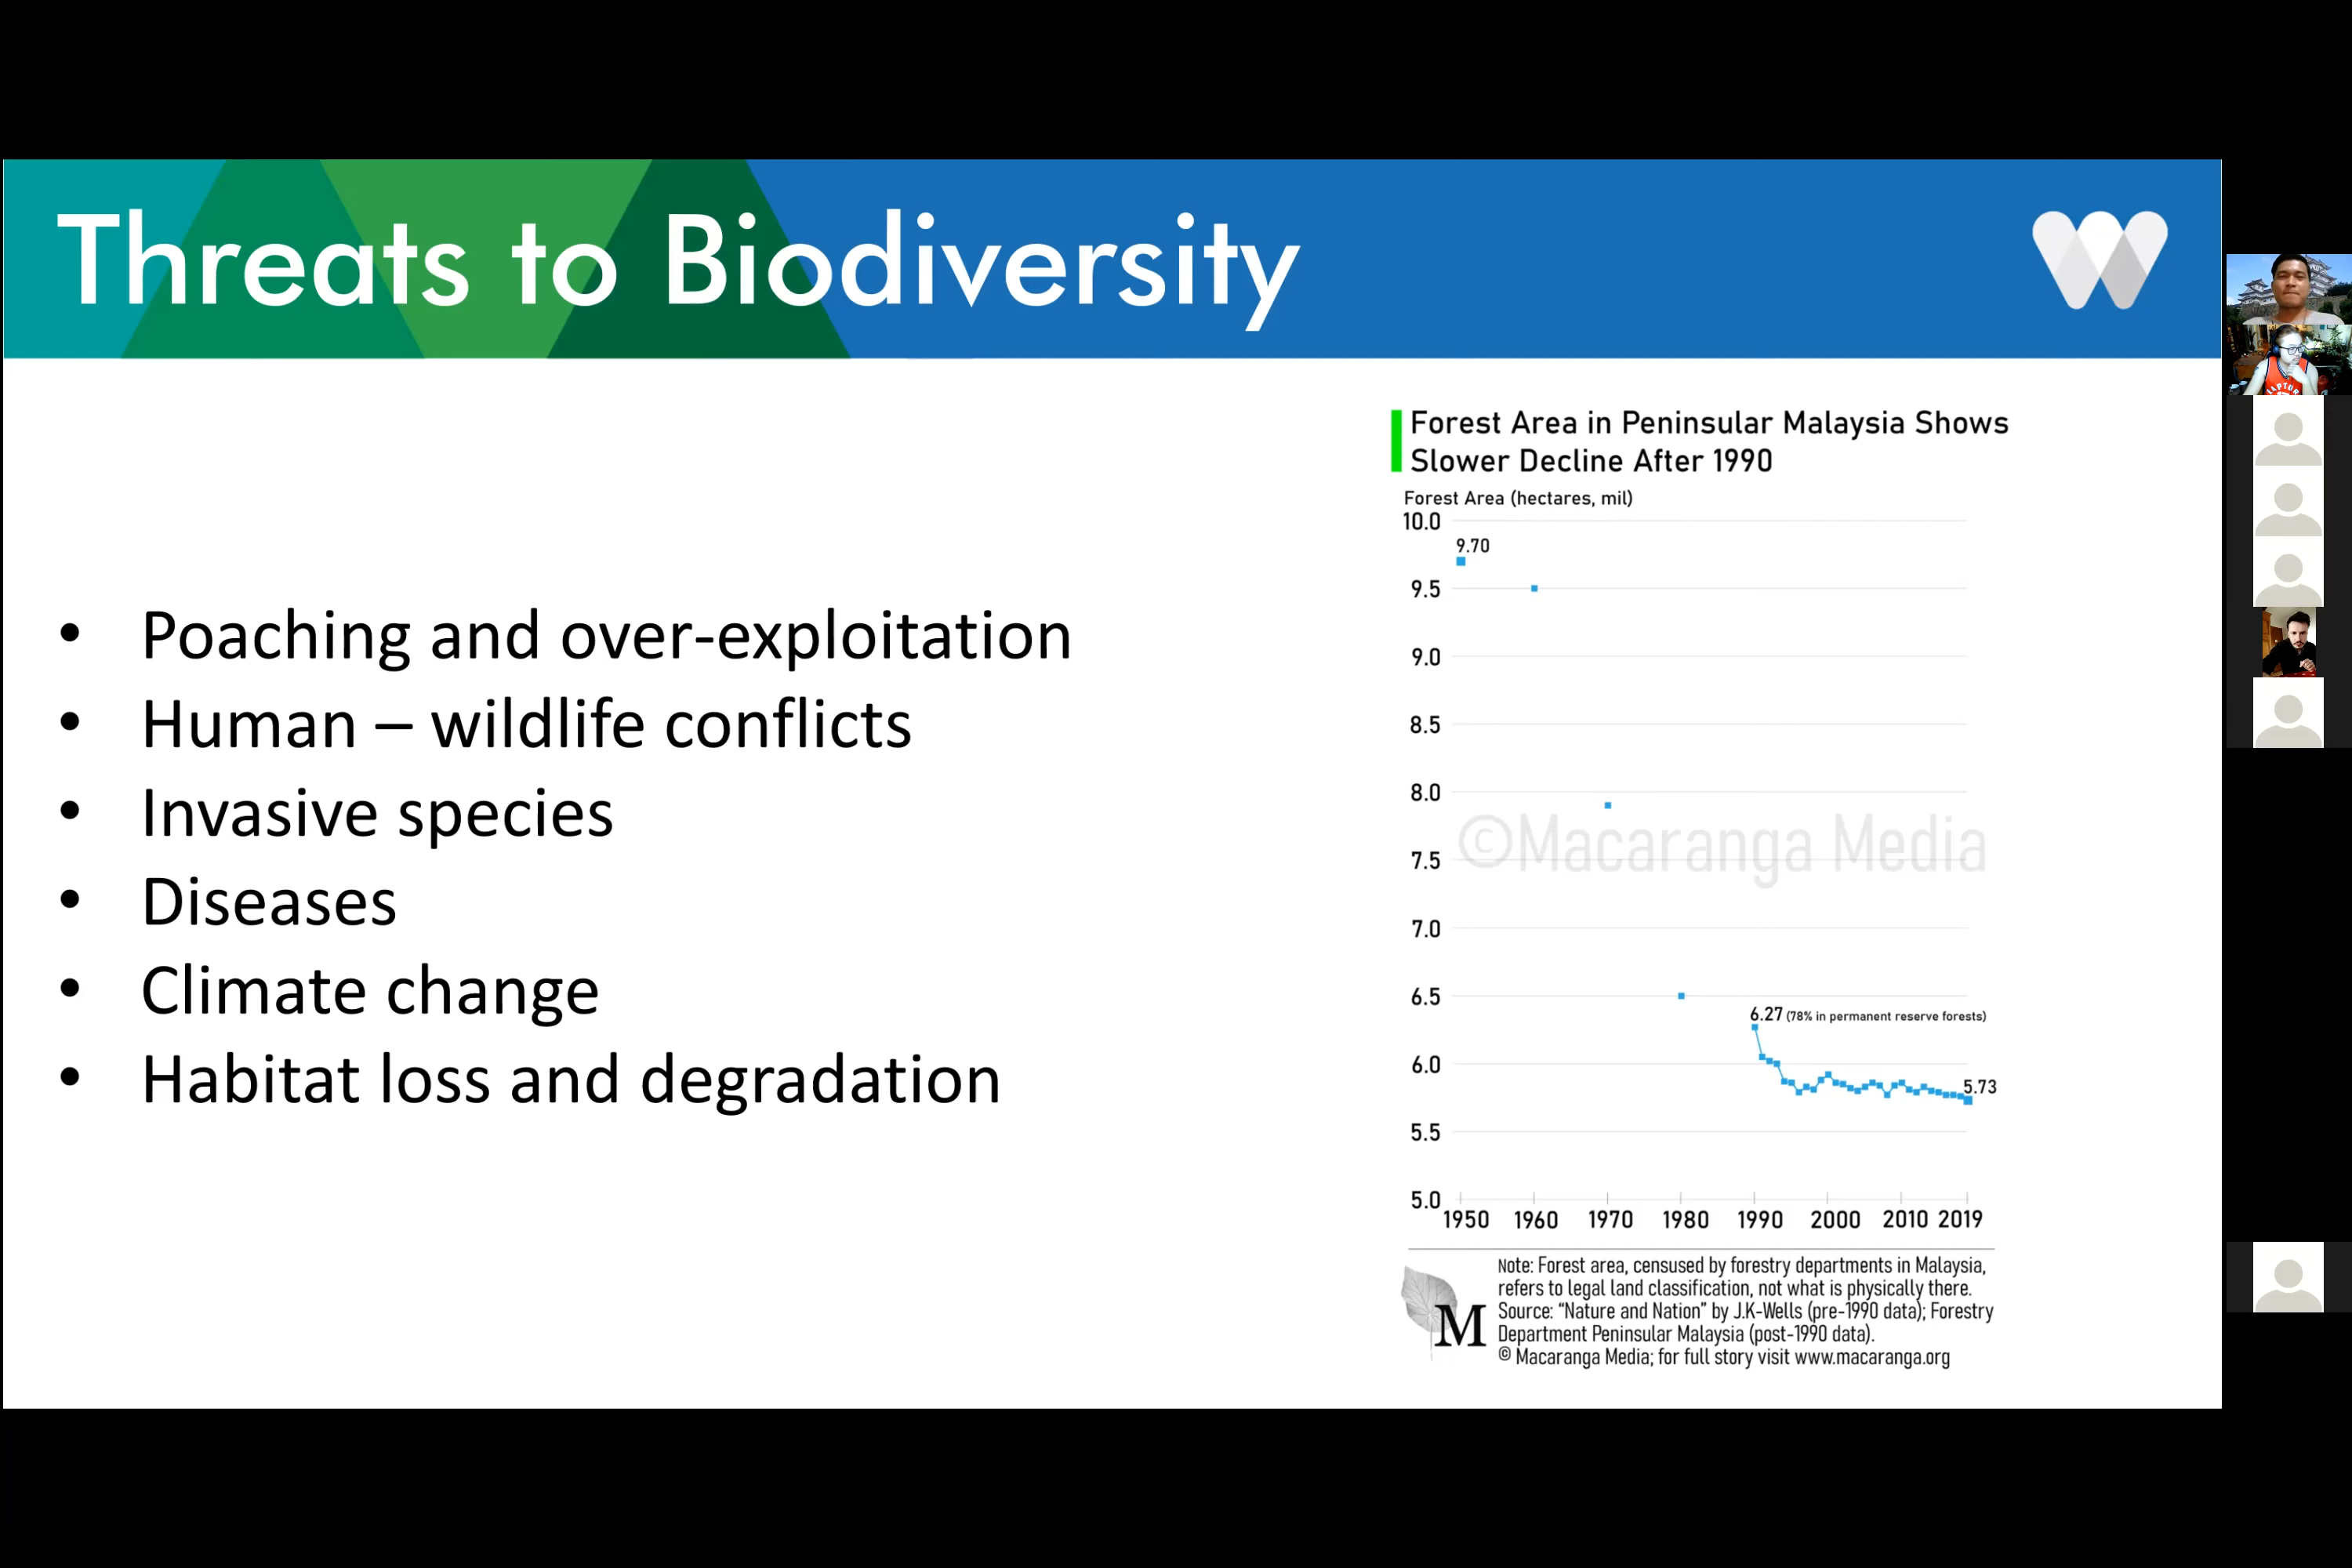 Threats to Biodiversity
• Poaching and over-exploitation
• Human – wildlife conflicts
• Invasive species
• Diseases
• Climate change
• Habitat loss and degradation
Forest Area in Peninsular Malaysia Shows
Slower Decline After 1990
Forest Area (hectares, mil)
10.0
9.70
9.5
9.0
8.5
8.0
©Macaranga Media
7.5
7.0
6.5
6.27 (78% in permanent reserve forests)
6.0
5.73
5.5
5.0
1950 1960 1970 1980 1990 2000 2010 2019
Note: Forest area, censused by forestry departments in Malaysia,
refers to legal land classification, not what is physically there.
Source: “Nature and Nation” by J.K-Wells (pre-1990 data); Forestry
Department Peninsular Malaysia (post-1990 data).
© Macaranga Media; for full story visit www.macaranga.org
M